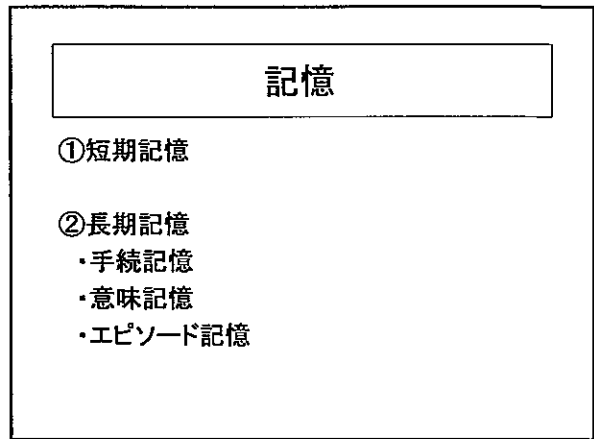 記憶
①短期記憶
②長期記憶
・手続記憶
・意味記憶
・エピソード記憶